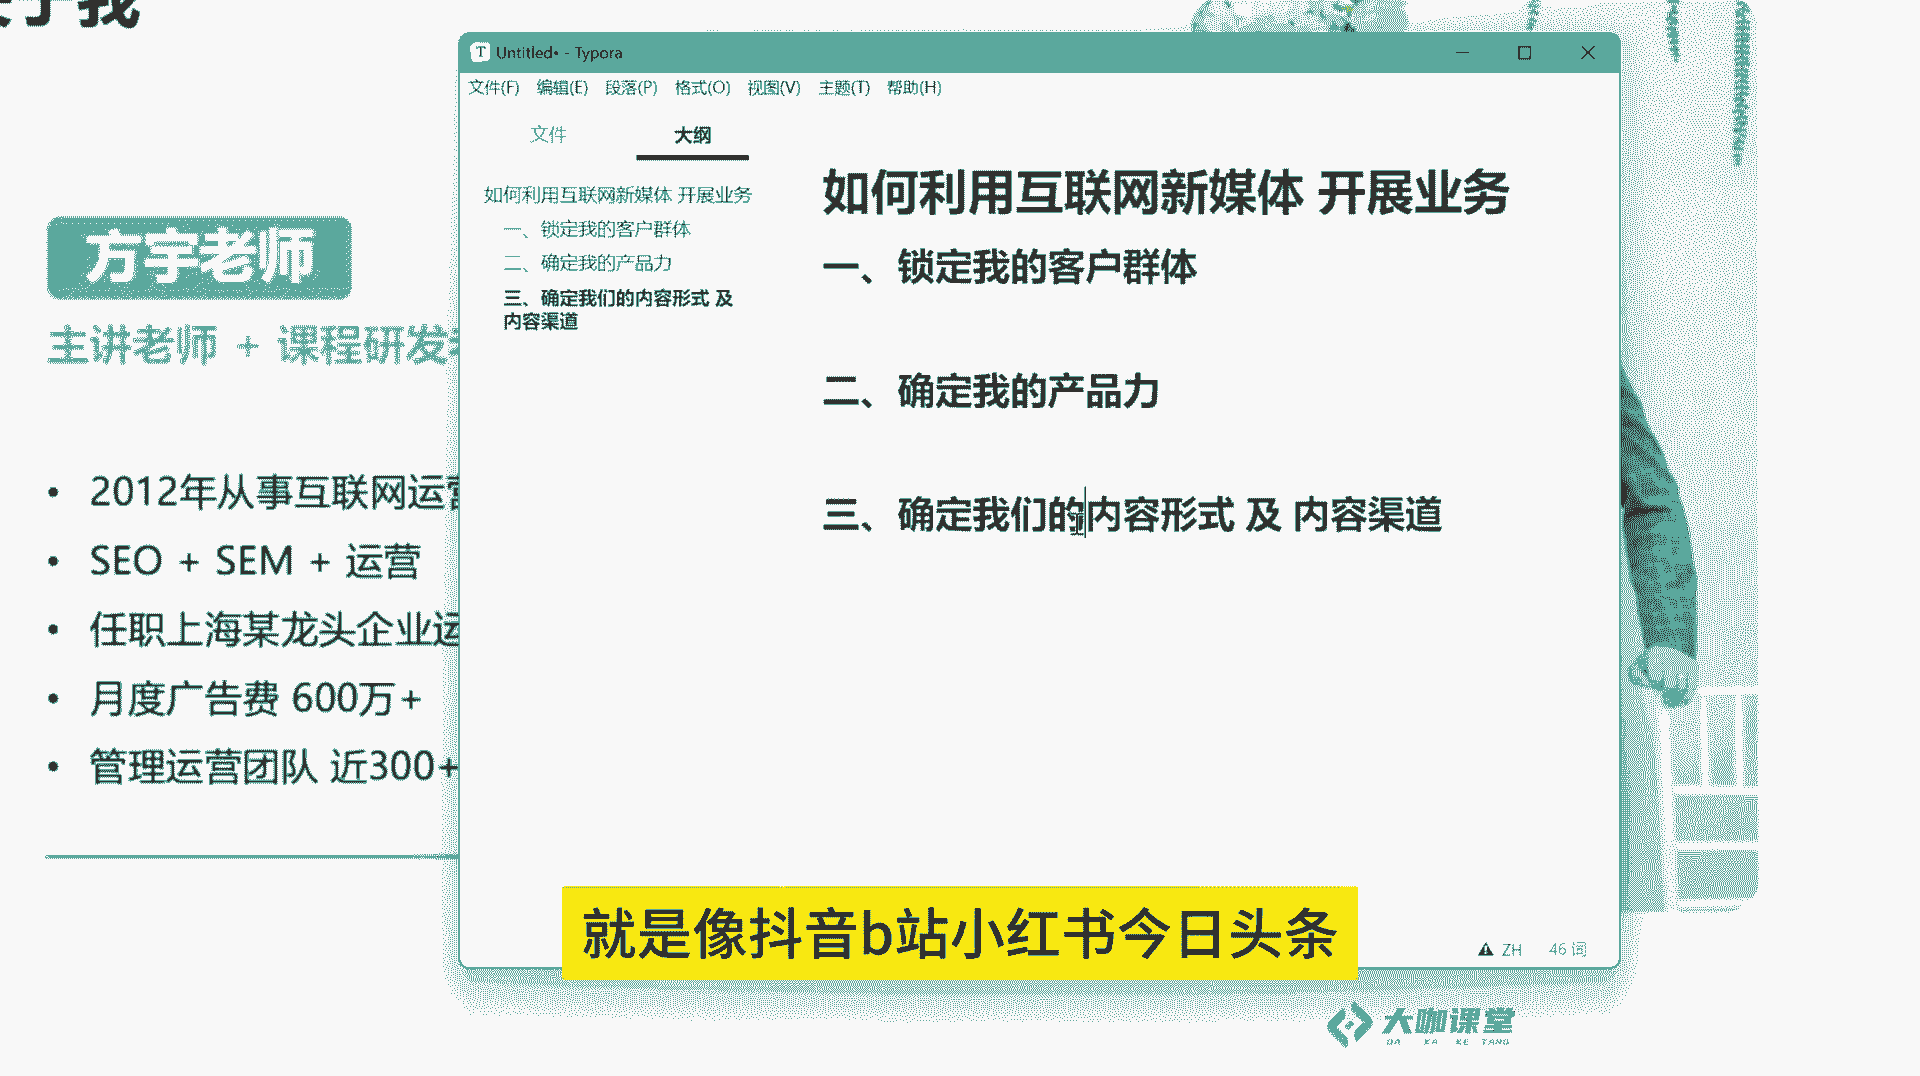 关于我
方宇老师
主讲老师 + 课程研发
2012年从事互联网运营
SEO + SEM + 运营
任职上海某龙头企业运
月度广告费 600万+
管理运营团队 近300+
T Untitled• - Typora
文件(F) 编辑(E) 段落(P) 格式(O) 视图(V) 主题(T) 帮助(H)
文件 大纲
如何利用互联网新媒体 开展业务
一、锁定我的客户群体
二、确定我的产品力
三、确定我们的内容形式 及
内容渠道
如何利用互联网新媒体 开展业务
一、锁定我的客户群体
二、确定我的产品力
三、确定我们的内容形式 及 内容渠道
ZH 46 词
就是像抖音b站小红书今日头条
大咖课堂
DA KA KE TANG